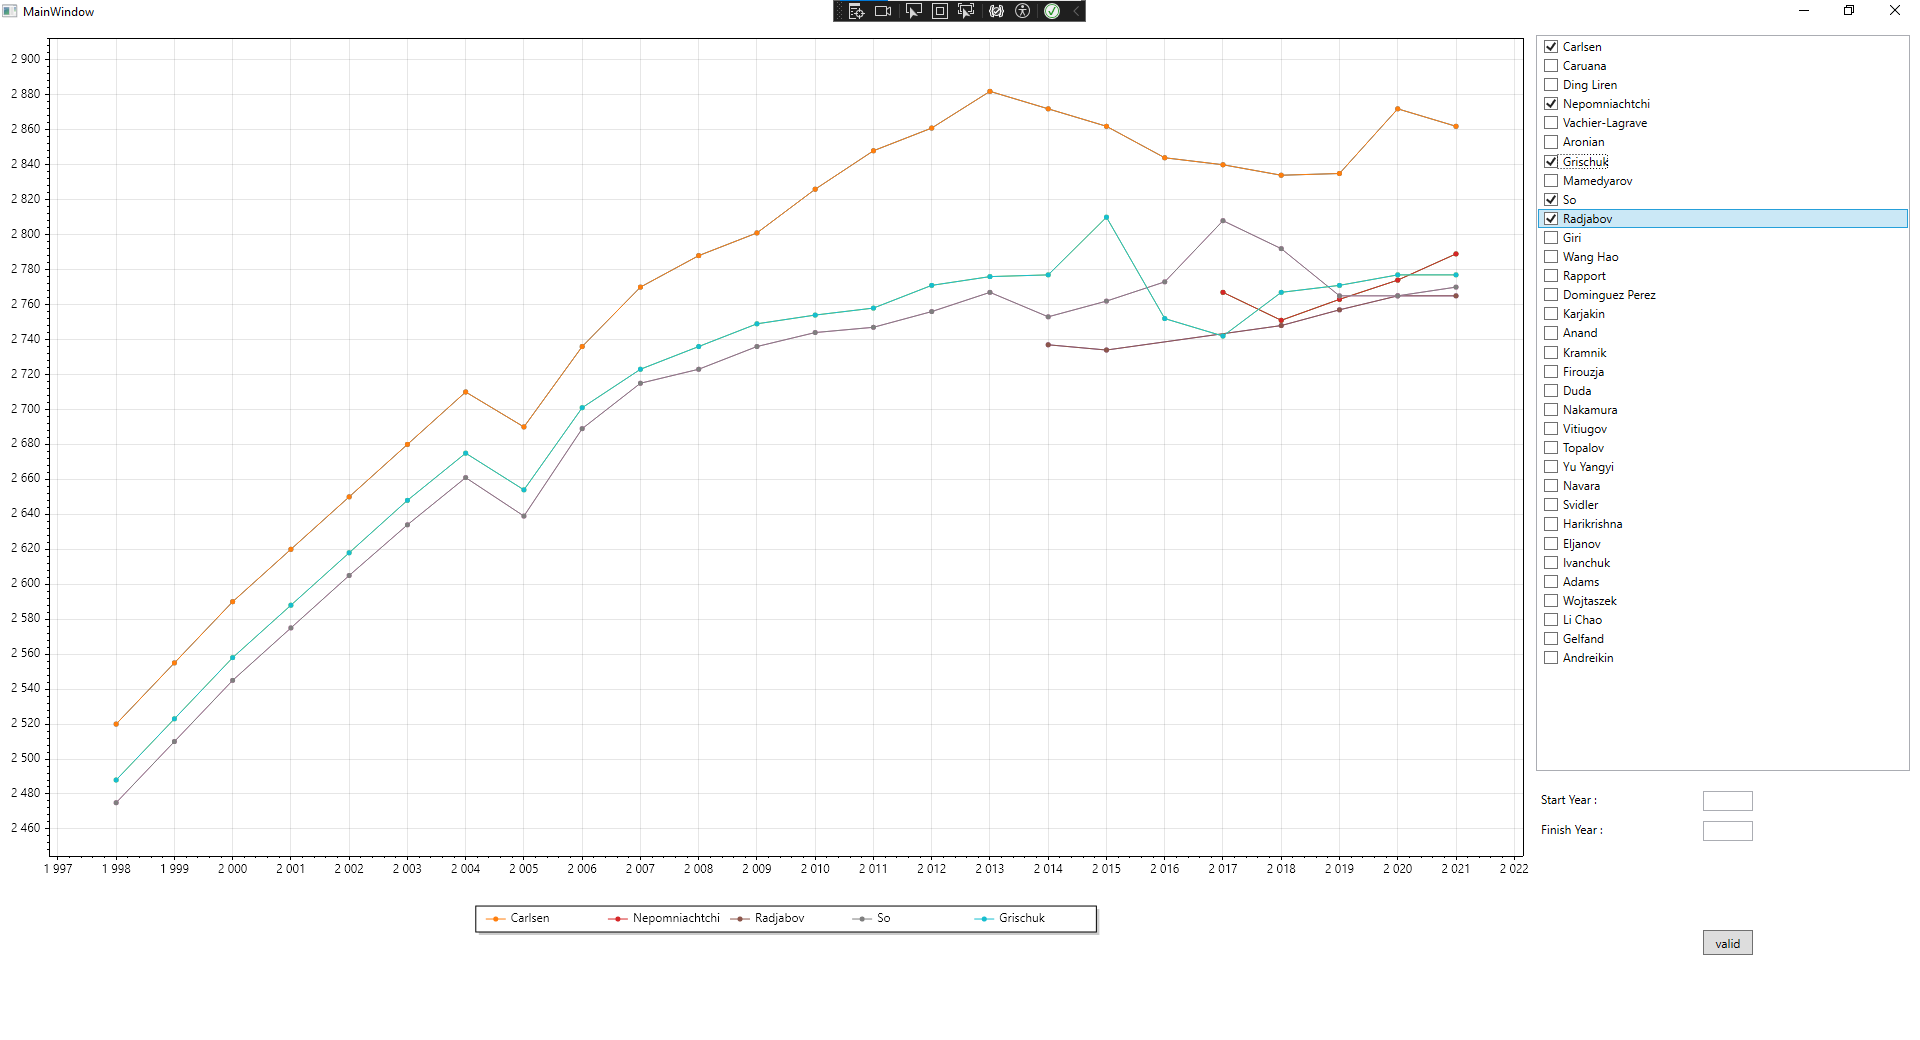 MainWindow
2 900
2 880
2 860
2 840
2 820
2 800
2 780
2 760
2 740
2 720
2 700
2 680
2 660
2 640
2 620
2 600
2 580
2 560
2 540
2 520
2 500
2 480
2 460
1 997 1 998 1 999 2 000 2 001 2 002 2 003 2 004 2 005 2 006 2 007 2 008 2 009 2 010 2 011 2 012 2 013 2 014 2 015 2 016 2 017 2 018 2 019 2 020 2 021 2 022
Carlsen Nepomniachtchi Radjabov So Grischuk
Carlsen
Caruana
Ding Liren
Nepomniachtchi
Vachier-Lagrave
Aronian
Grischuk
Mamedyarov
So
Radjabov
Giri
Wang Hao
Rapport
Dominguez Perez
Karjakin
Anand
Kramnik
Firouzja
Duda
Nakamura
Vitiugov
Topalov
Yu Yangyi
Navara
Svidler
Harikrishna
Eljanov
Ivanchuk
Adams
Wojtaszek
Li Chao
Gelfand
Andreikin
Start Year :
Finish Year :
valid